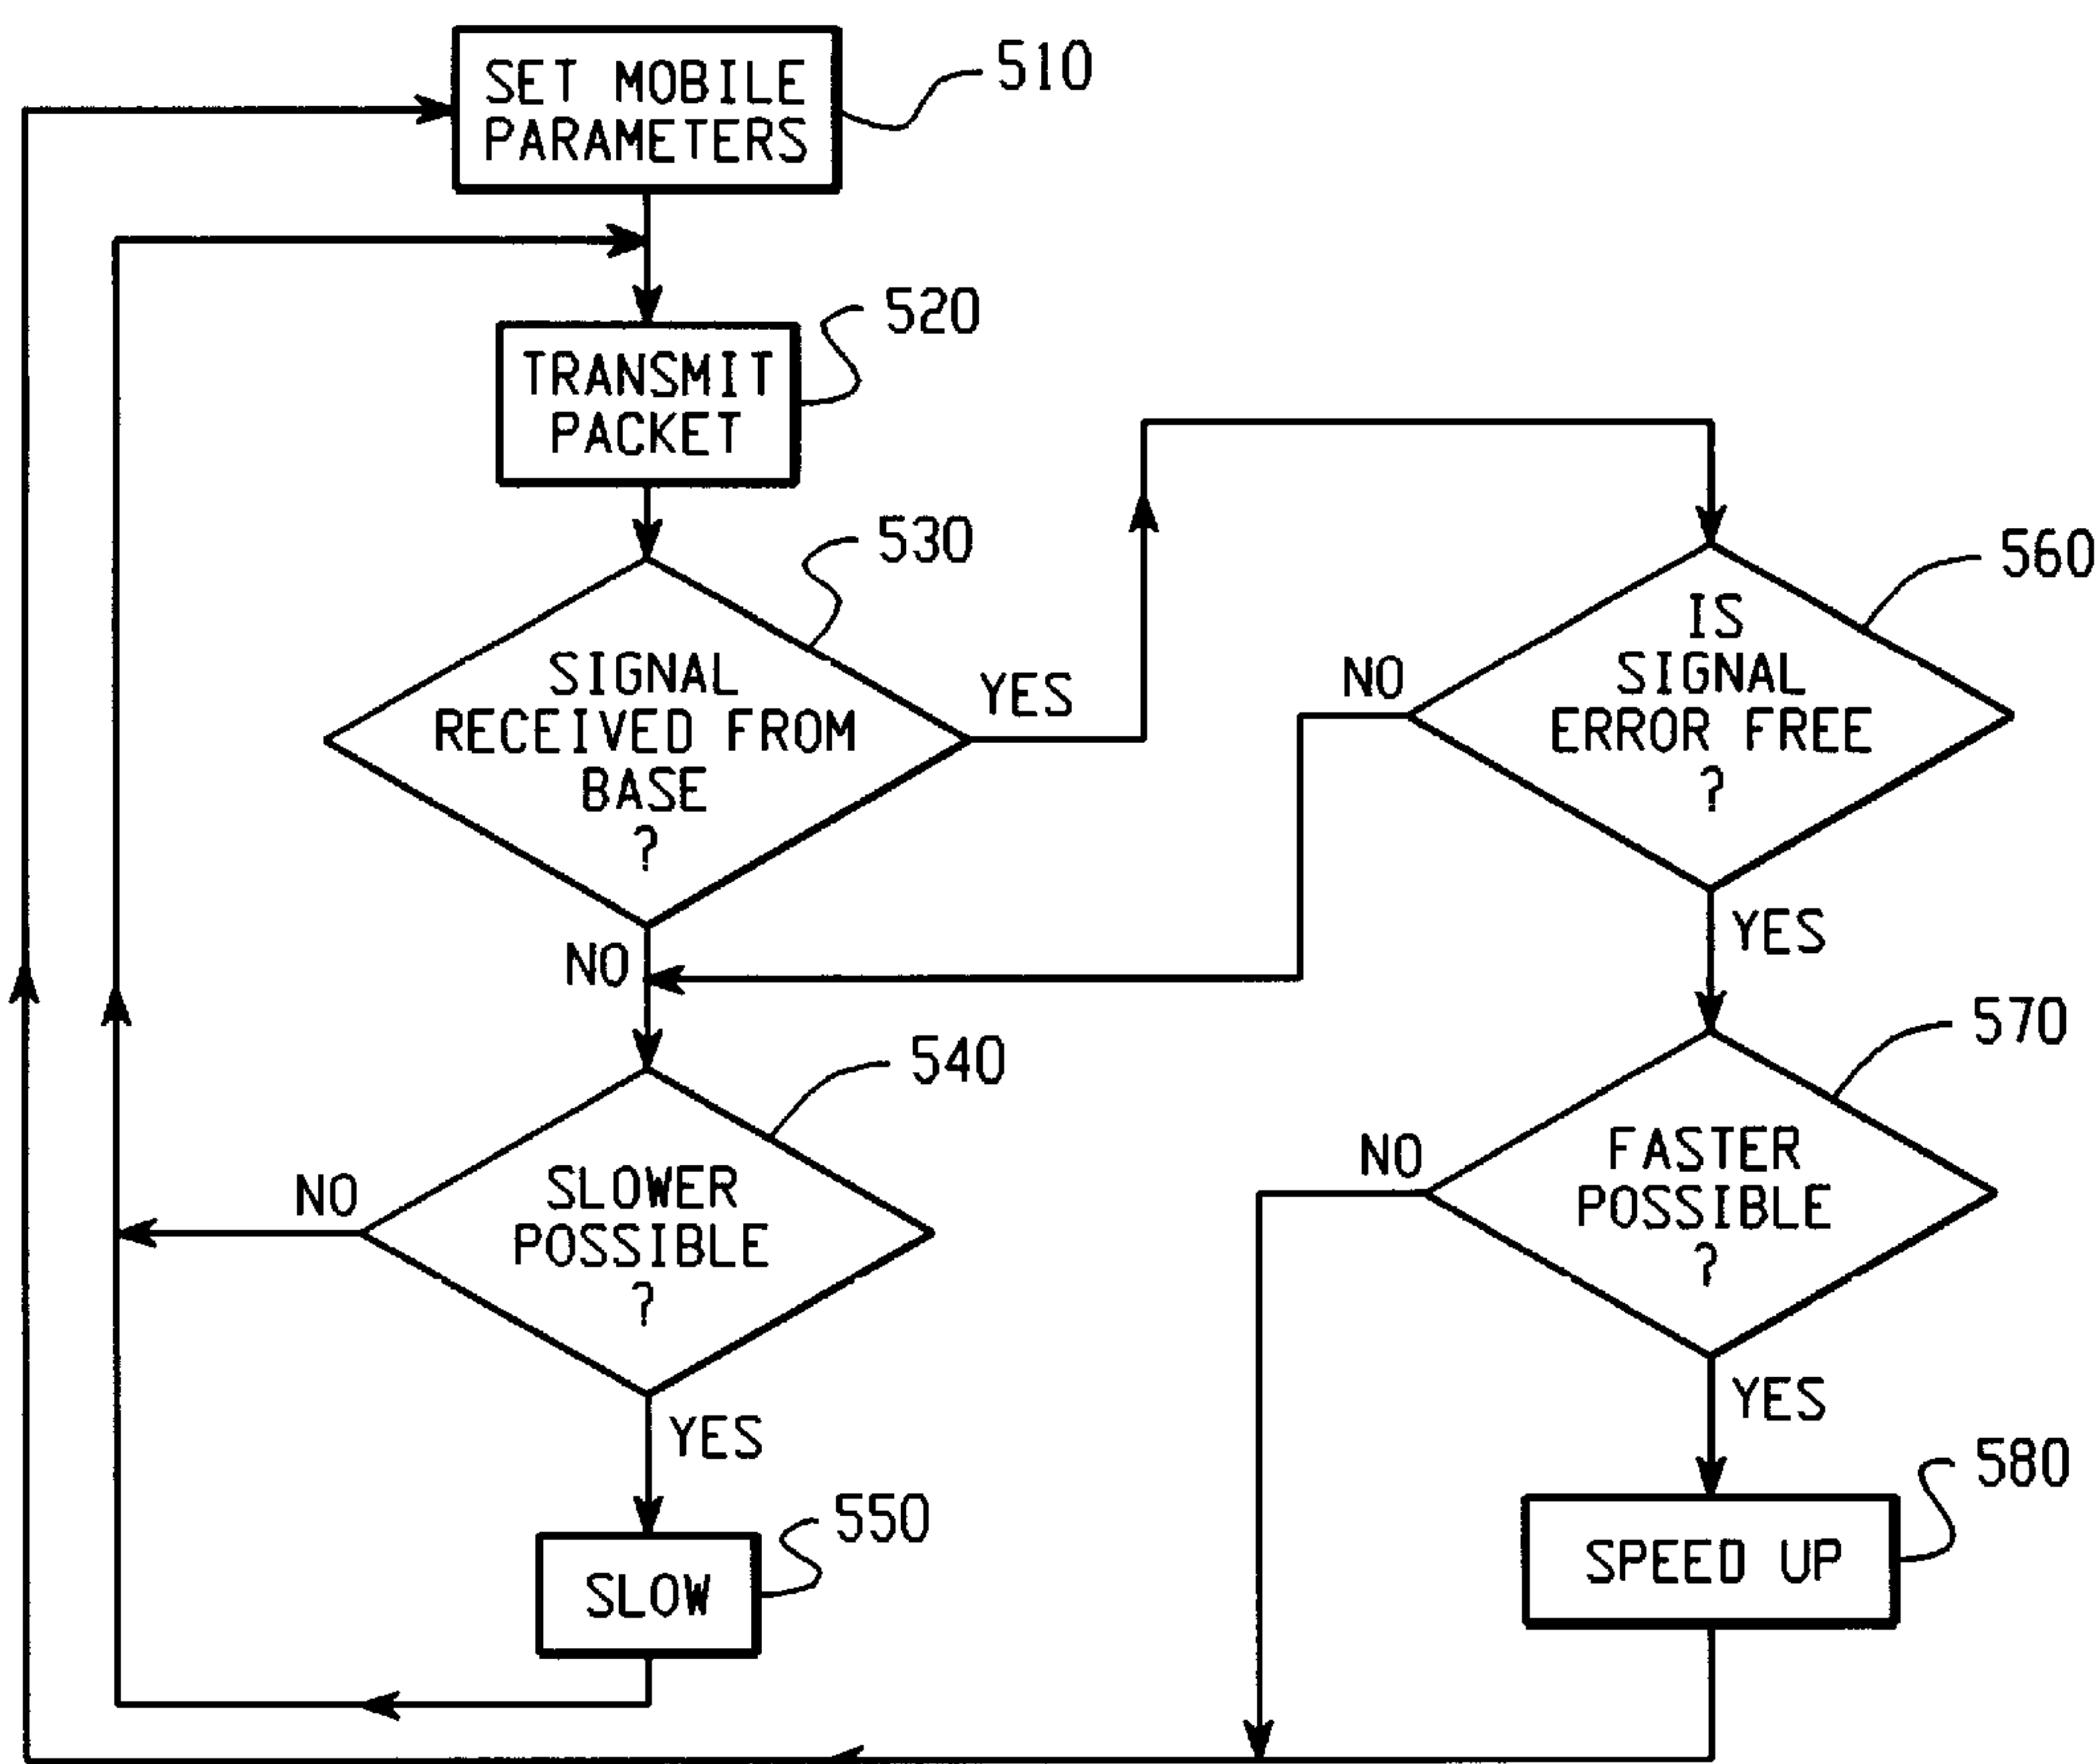 SET MOBILE
PARAMETERS
510
TRANSMIT
PACKET
520
SIGNAL
RECEIVED FROM
BASE
?
530
YES
NO
IS
SIGNAL
ERROR FREE
?
560
NO
YES
SLOWER
POSSIBLE
?
540
NO
YES
FASTER
POSSIBLE
?
570
NO
YES
SLOW
550
SPEED UP
580